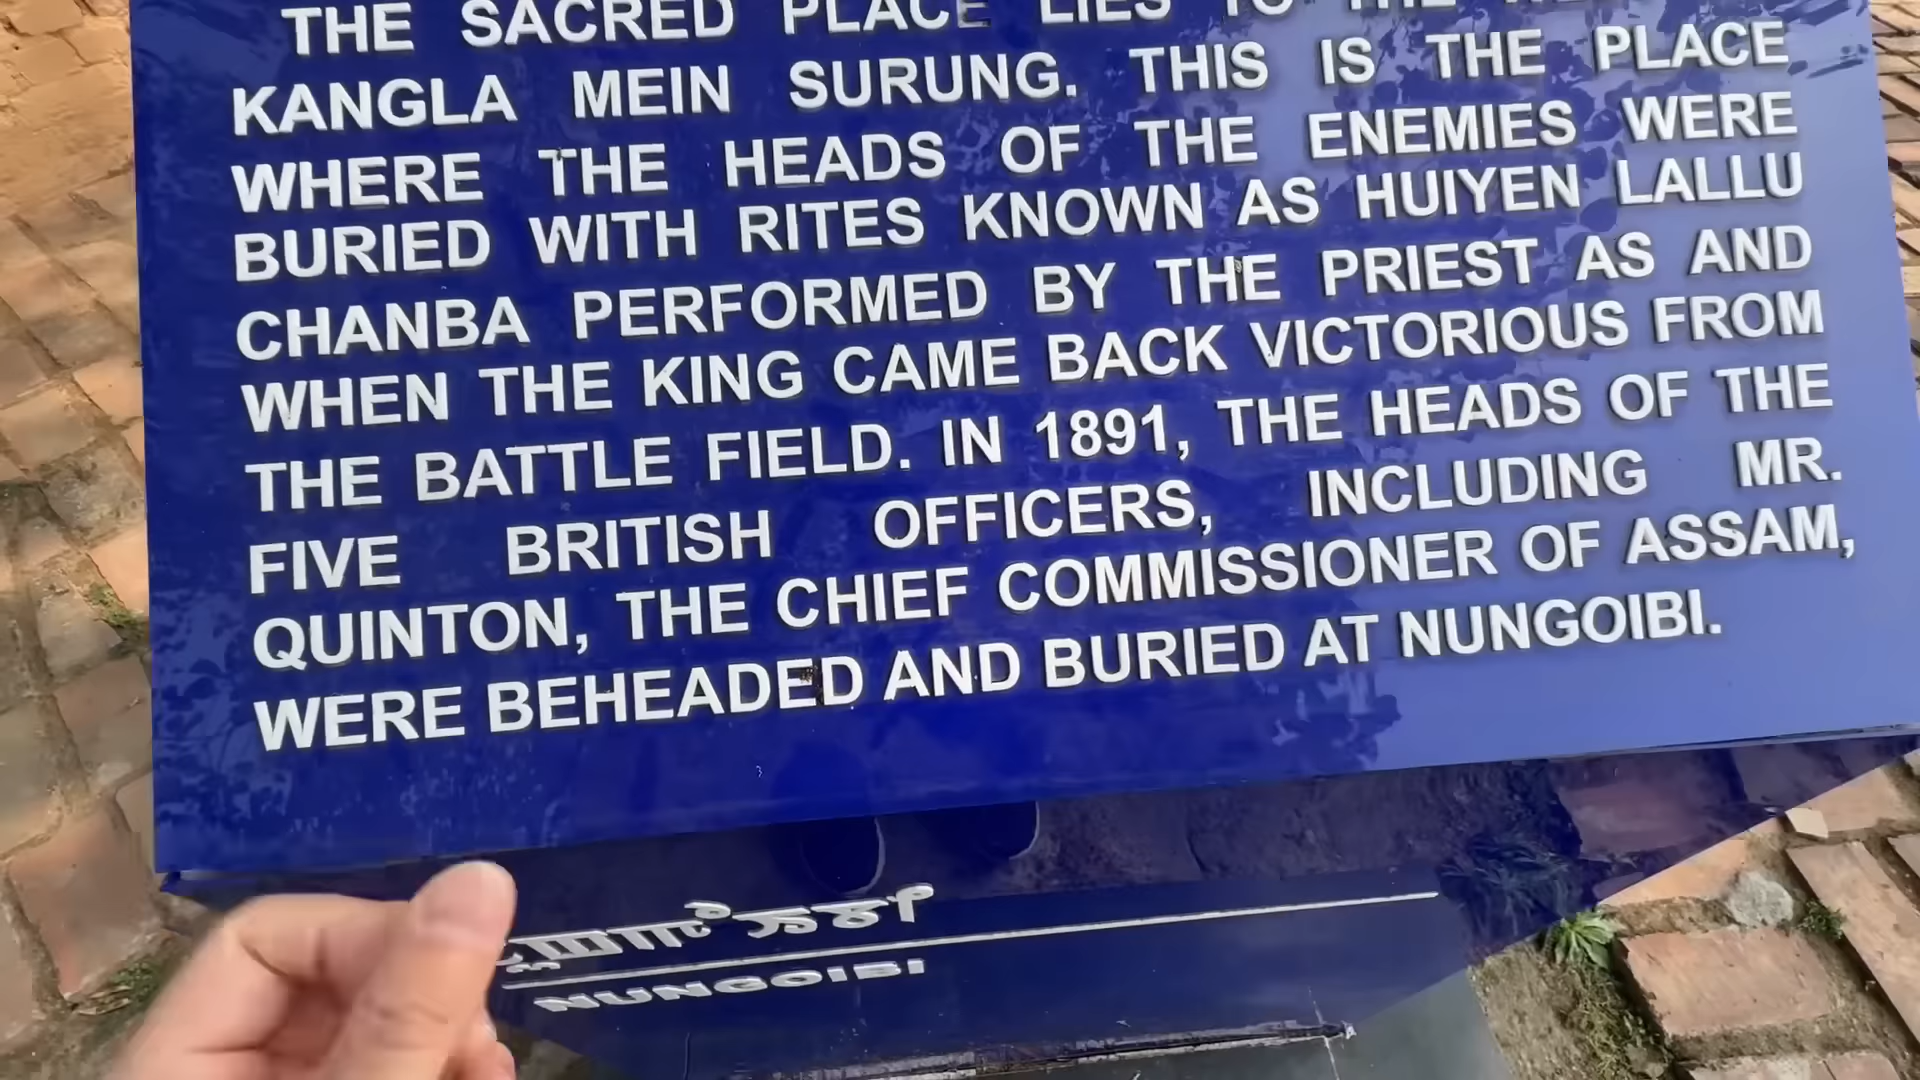 THE SACRED PLACE LIES TO THE
KANGLA MEIN SURUNG. THIS IS THE PLACE
WHERE THE HEADS OF THE ENEMIES WERE
BURIED WITH RITES KNOWN AS HUIYEN LALLU
CHANBA PERFORMED BY THE PRIEST AS AND
WHEN THE KING CAME BACK VICTORIOUS FROM
THE BATTLE FIELD. IN 1891, THE HEADS OF THE
FIVE BRITISH OFFICERS, INCLUDING MR.
QUINTON, THE CHIEF COMMISSIONER OF ASSAM,
WERE BEHEADED AND BURIED AT NUNGOIBI.
NUNGOIBI